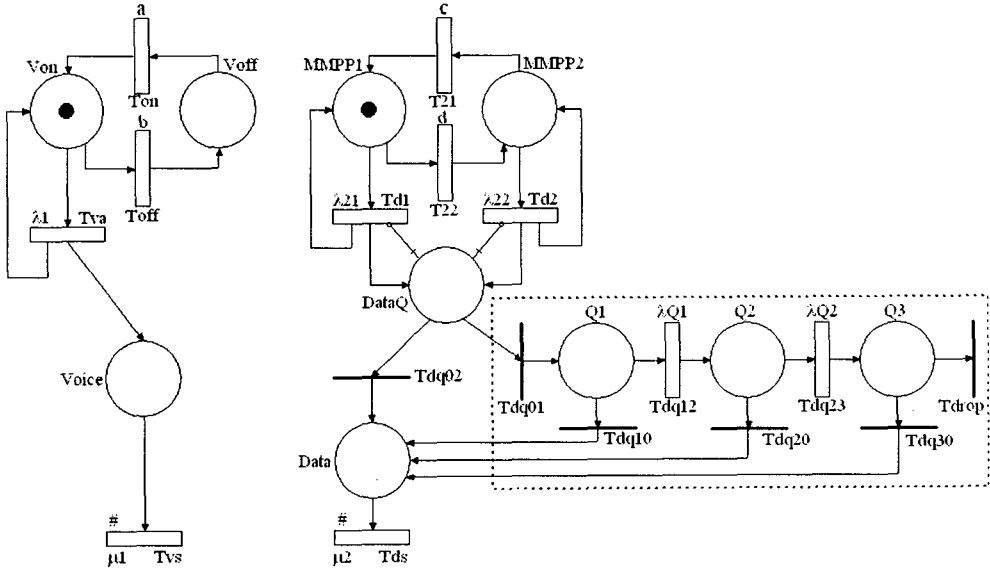 a
c
Von
Voff
MMPP1
MMPP2
Ton
T21
b
d
Toff
T22
λ1 Tva
λ21 Td1
λ22 Td2
DataQ
Q1
λQ1
Q2
λQ2
Q3
Voice
Tdq02
Tdq01
Tdq12
Tdq23
Tdrop
Tdq10
Tdq20
Tdq30
Data
#
μ1 Tvs
#
μ2 Tds